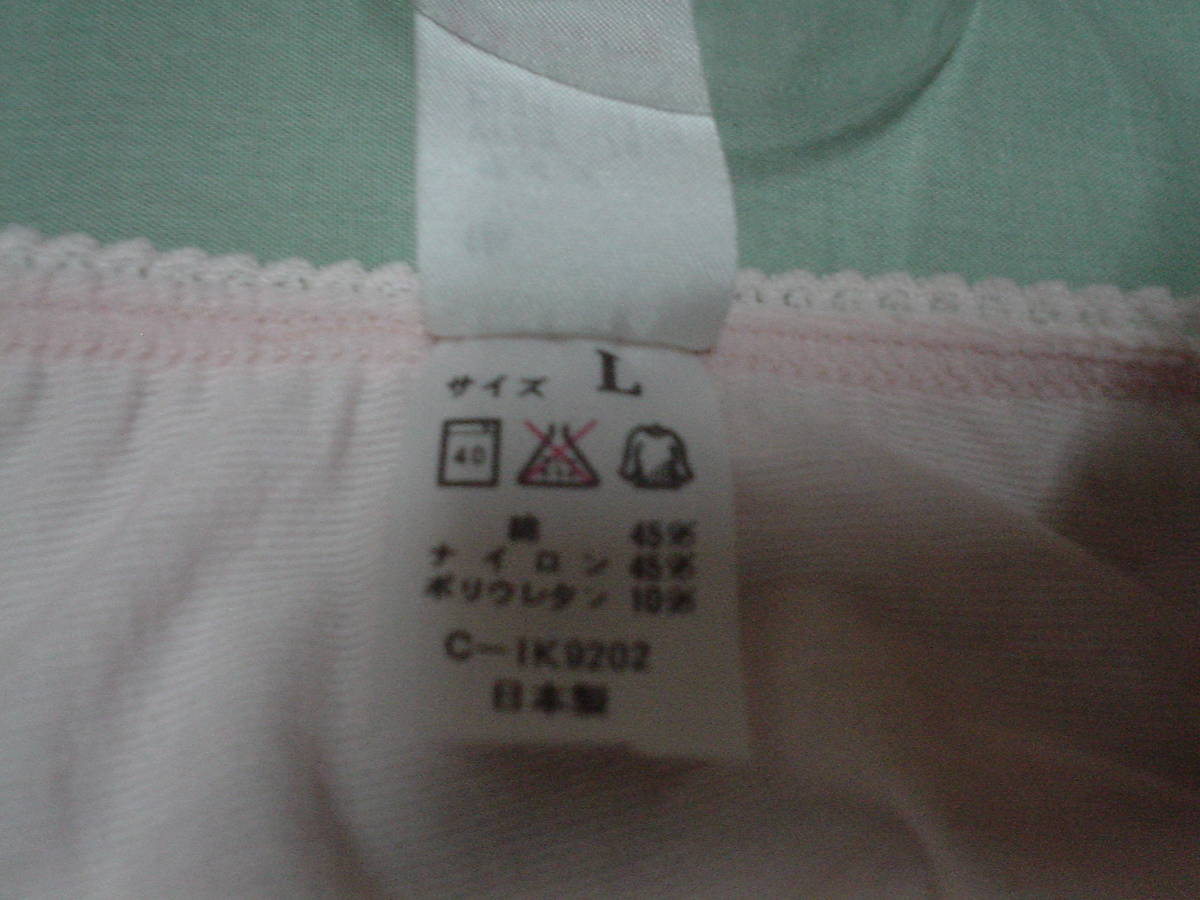 サイズ L
40
綿 45%
ナイロン 45%
ポリウレタン 10%
C-IK9202
日本製